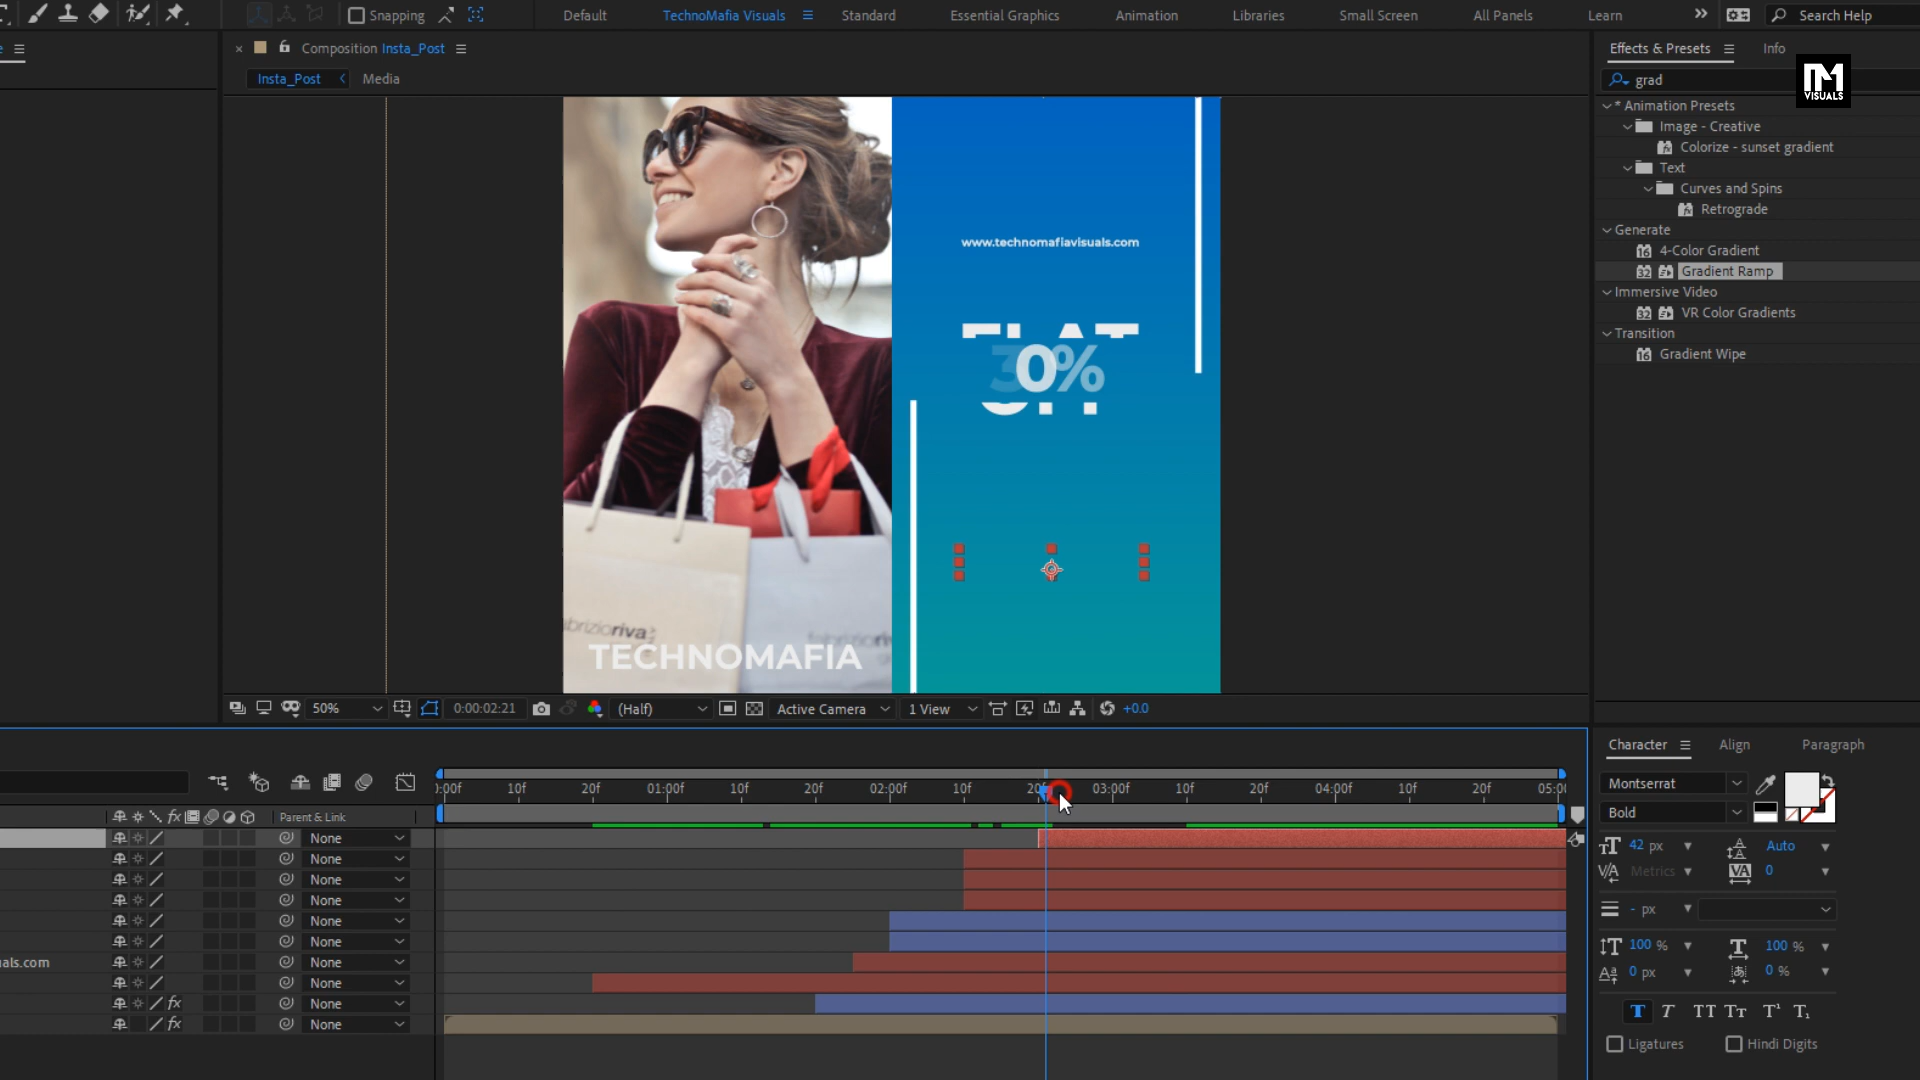 Snapping
Default
TechnoMafia Visuals
Standard
Essential Graphics
Animation
Libraries
Small Screen
All Panels
Learn
Search Help
Composition Insta_Post
Insta_Post
Media
Effects & Presets
Info
grad
VISUALS
* Animation Presets
Image - Creative
Colorize - sunset gradient
Text
Curves and Spins
Retrograde
Generate
4-Color Gradient
Gradient Ramp
Immersive Video
VR Color Gradients
Transition
Gradient Wipe
www.technomafiavisuals.com
FLAT
30%
TECHNOMAFIA
50%
0:00:02:21
(Half)
Active Camera
1 View
+0.0
:00f 10f 20f 01:00f 10f 20f 02:00f 10f 20f 03:00f 10f 20f 04:00f 10f 20f 05:00
Parent & Link
None
None
None
None
None
None
als.com None
None
fx None
fx None
Character
Align
Paragraph
Montserrat
Bold
42 px
Auto
Metrics
0
- px
100 %
100 %
0 px
0 %
Ligatures
Hindi Digits